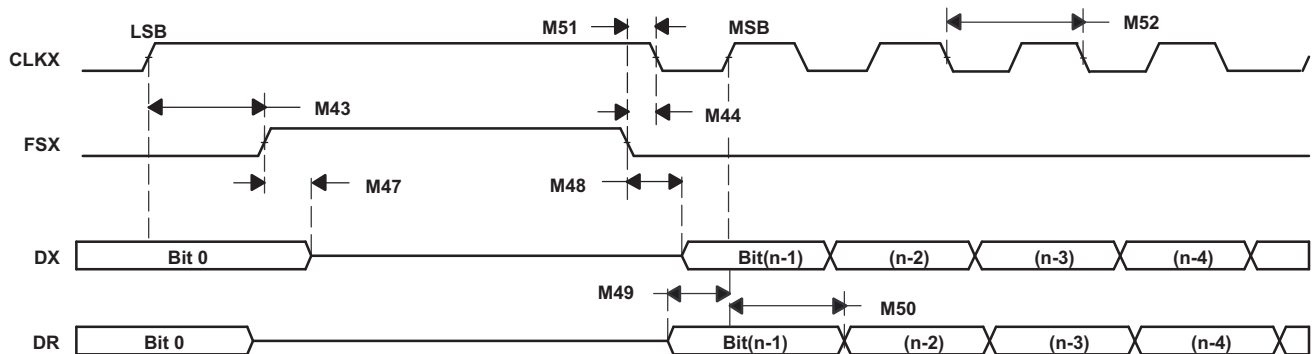 LSB M51 MSB M52
CLKX
M43 M44
FSX
M47 M48
DX Bit 0 Bit(n-1) (n-2) (n-3) (n-4)
M49 M50
DR Bit 0 Bit(n-1) (n-2) (n-3) (n-4)